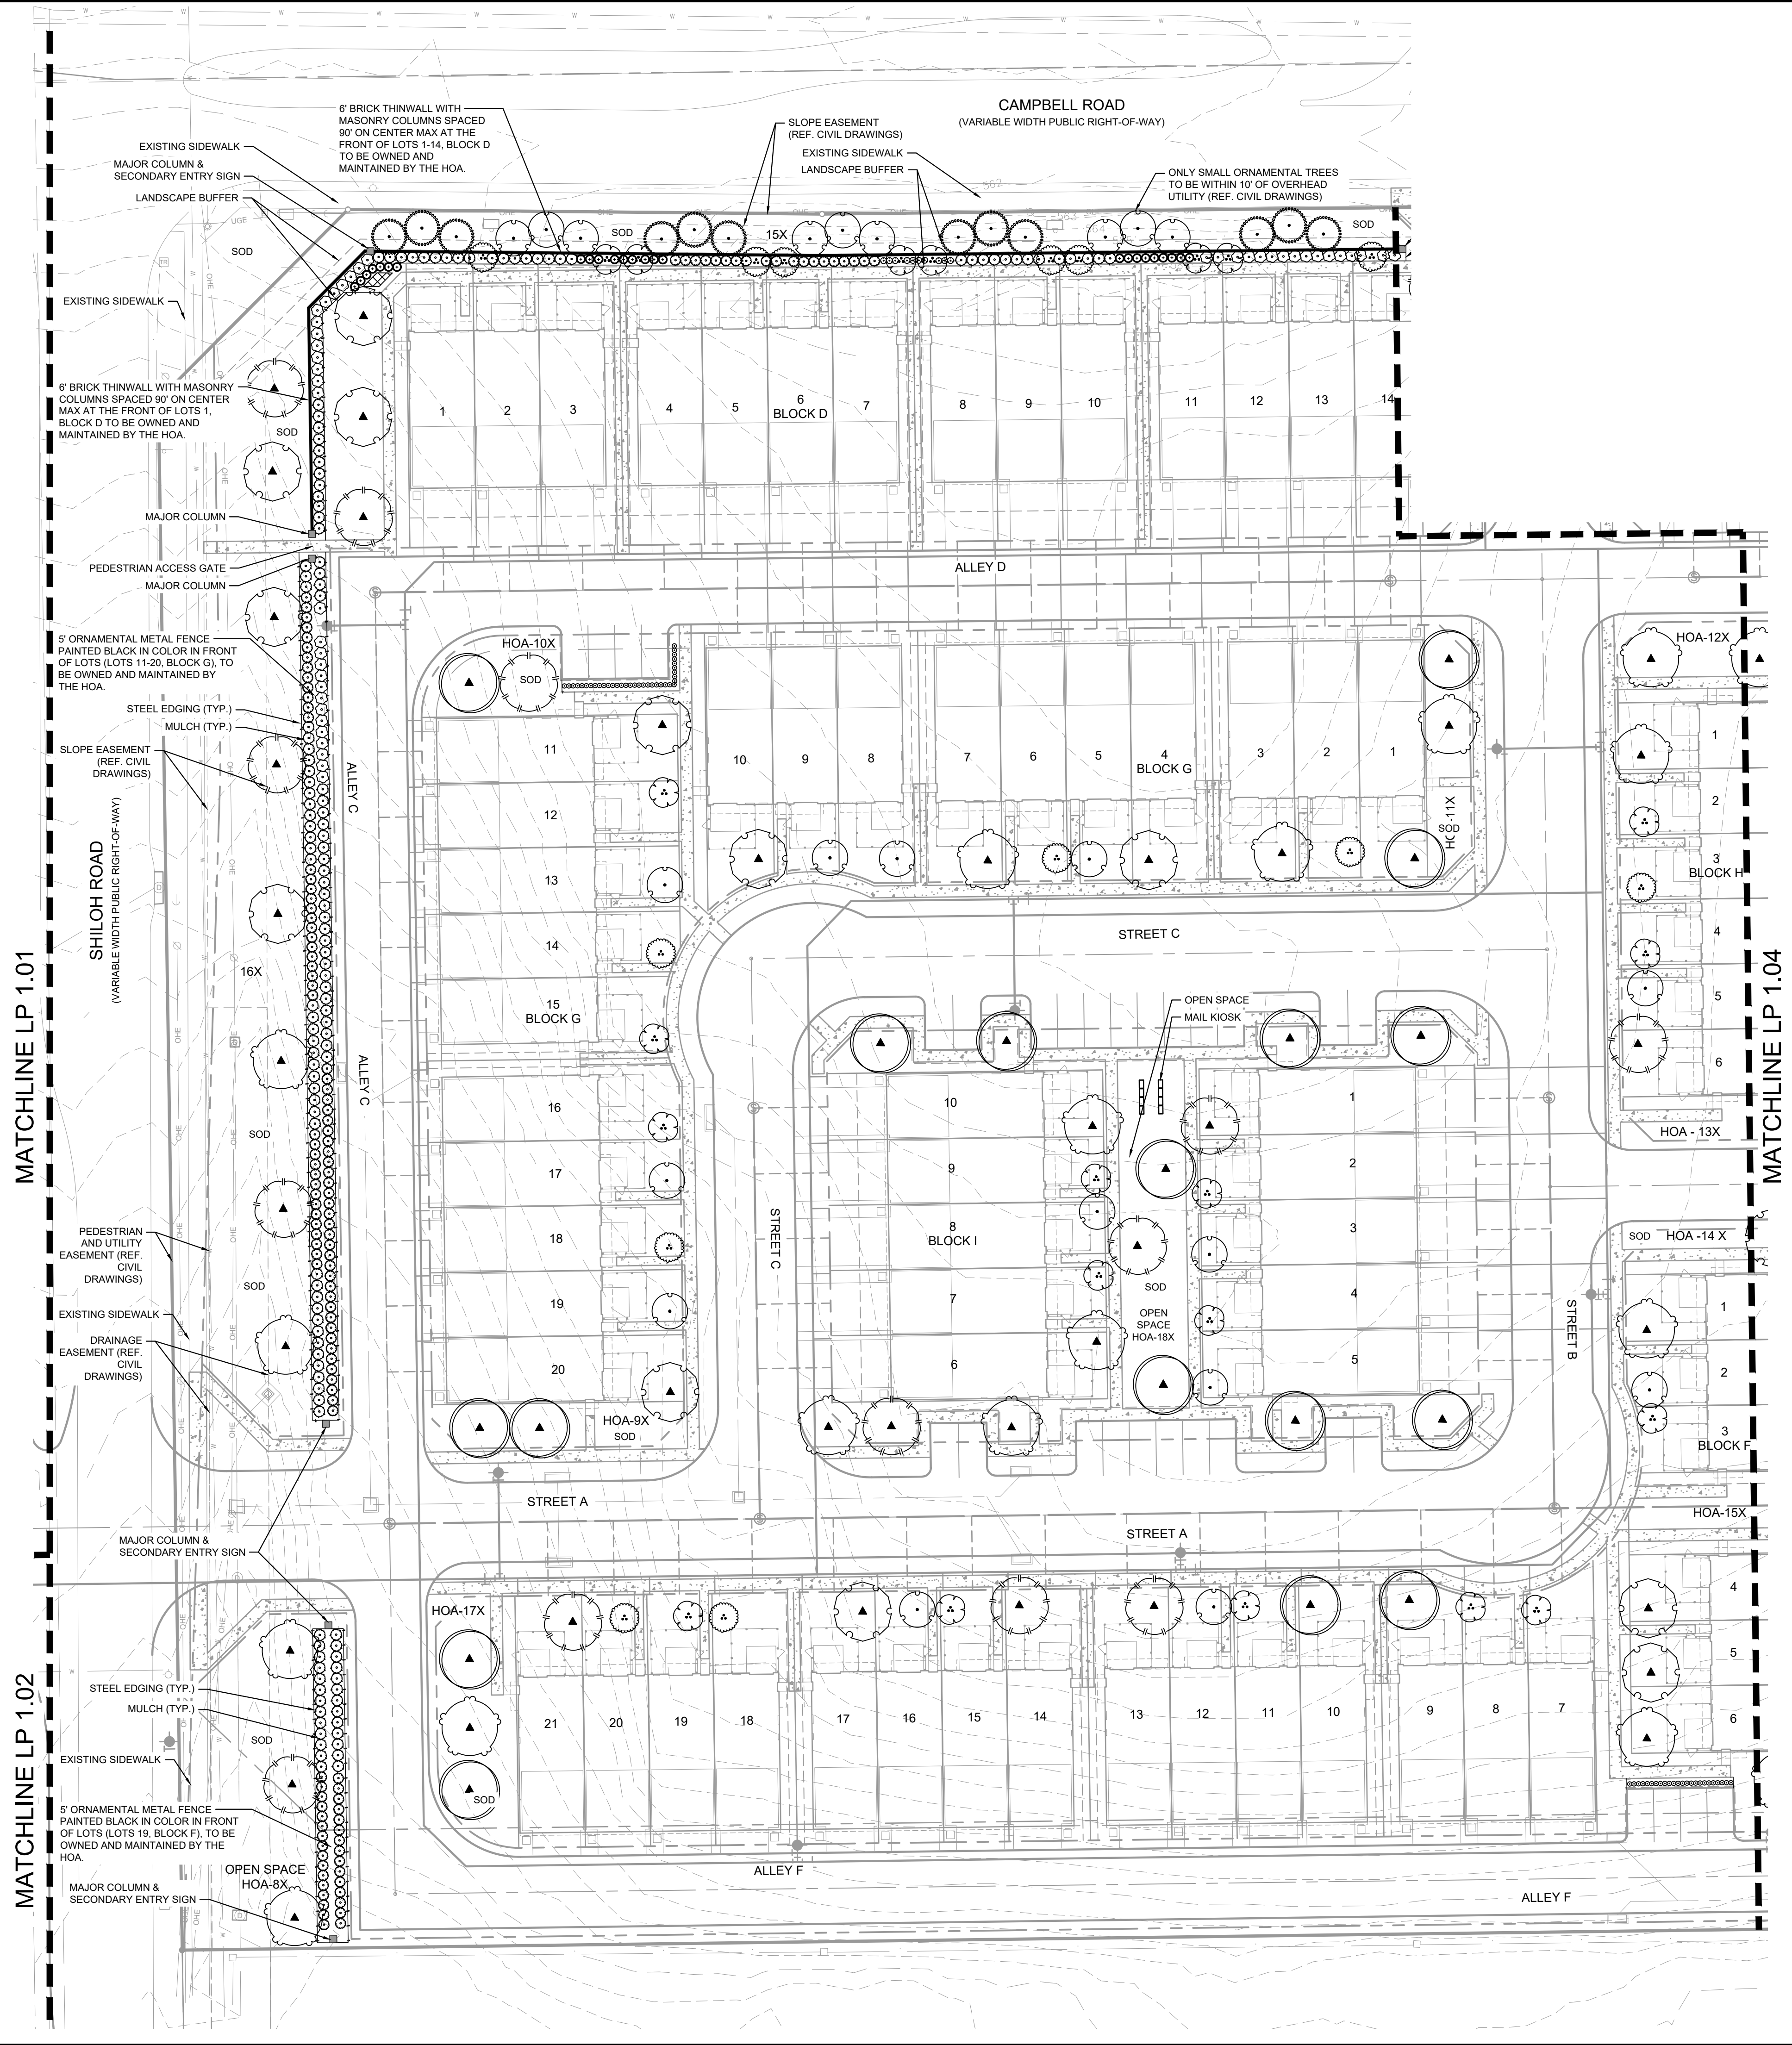 CAMPBELL ROAD
(VARIABLE WIDTH PUBLIC RIGHT-OF-WAY)
6' BRICK THINWALL WITH
MASONRY COLUMNS SPACED
90' ON CENTER MAX AT THE
FRONT OF LOTS 1-14, BLOCK D
TO BE OWNED AND
MAINTAINED BY THE HOA.
SLOPE EASEMENT
(REF. CIVIL DRAWINGS)
EXISTING SIDEWALK
LANDSCAPE BUFFER
ONLY SMALL ORNAMENTAL TREES
TO BE WITHIN 10' OF OVERHEAD
UTILITY (REF. CIVIL DRAWINGS)
EXISTING SIDEWALK
MAJOR COLUMN &
SECONDARY ENTRY SIGN
LANDSCAPE BUFFER
562
563
UGE
OHE
SOD
SOD
15X
SOD
TR
EXISTING SIDEWALK
6' BRICK THINWALL WITH MASONRY
COLUMNS SPACED 90' ON CENTER
MAX AT THE FRONT OF LOTS 1,
BLOCK D TO BE OWNED AND
MAINTAINED BY THE HOA.
SOD
1
2
3
4
5
6
BLOCK D
7
8
9
10
11
12
13
14
MAJOR COLUMN
PEDESTRIAN ACCESS GATE
MAJOR COLUMN
ALLEY D
5' ORNAMENTAL METAL FENCE
PAINTED BLACK IN COLOR IN FRONT
OF LOTS (LOTS 11-20, BLOCK G), TO
BE OWNED AND MAINTAINED BY
THE HOA.
STEEL EDGING (TYP.)
MULCH (TYP.)
SLOPE EASEMENT
(REF. CIVIL
DRAWINGS)
HOA-10X
SOD
HOA-12X
ALLEY C
11
12
13
14
15
BLOCK G
16
17
18
19
20
10
9
8
7
6
5
4
BLOCK G
3
2
1
HOA-11X
SOD
1
2
3
BLOCK H
4
5
6
HOA - 13X
SHILOH ROAD
(VARIABLE WIDTH PUBLIC RIGHT-OF-WAY)
MATCHLINE LP 1.01
MATCHLINE LP 1.04
16X
ALLEY C
SOD
STREET C
OPEN SPACE
MAIL KIOSK
10
9
8
BLOCK I
7
6
1
2
3
4
5
SOD
OPEN
SPACE
HOA-18X
STREET C
STREET B
PEDESTRIAN
AND UTILITY
EASEMENT (REF.
CIVIL
DRAWINGS)
SOD
EXISTING SIDEWALK
DRAINAGE
EASEMENT (REF.
CIVIL
DRAWINGS)
SOD HOA -14 X
1
2
3
BLOCK F
HOA-15X
4
5
6
HOA-9X
SOD
STREET A
STREET A
MAJOR COLUMN &
SECONDARY ENTRY SIGN
HOA-17X
SOD
21
20
19
18
17
16
15
14
13
12
11
10
9
8
7
STEEL EDGING (TYP.)
MULCH (TYP.)
SOD
EXISTING SIDEWALK
5' ORNAMENTAL METAL FENCE
PAINTED BLACK IN COLOR IN FRONT
OF LOTS (LOTS 19, BLOCK F), TO BE
OWNED AND MAINTAINED BY THE
HOA.
OPEN SPACE
HOA-8X
MAJOR COLUMN &
SECONDARY ENTRY SIGN
MATCHLINE LP 1.02
ALLEY F
ALLEY F